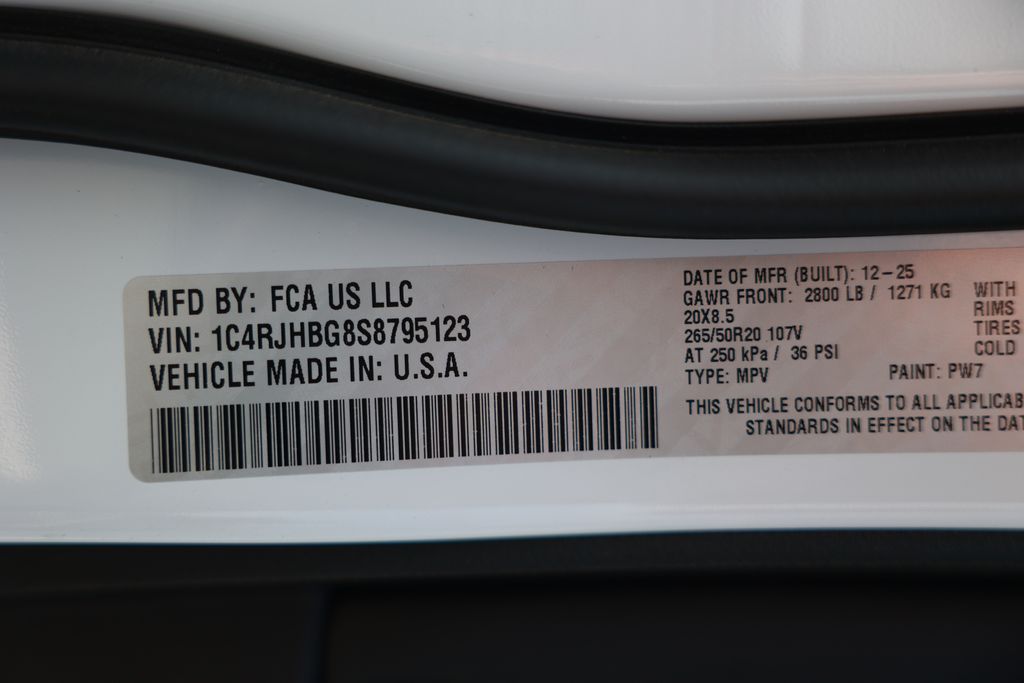 MFD BY: FCA US LLC
VIN: 1C4RJHBG8S8795123
VEHICLE MADE IN: U.S.A.
DATE OF MFR (BUILT): 12-25
GAWR FRONT: 2800 LB / 1271 KG WITH
20X8.5 RIMS
265/50R20 107V TIRES
AT 250 kPa / 36 PSI COLD
TYPE: MPV PAINT: PW7
THIS VEHICLE CONFORMS TO ALL APPLICAB
STANDARDS IN EFFECT ON THE DAT